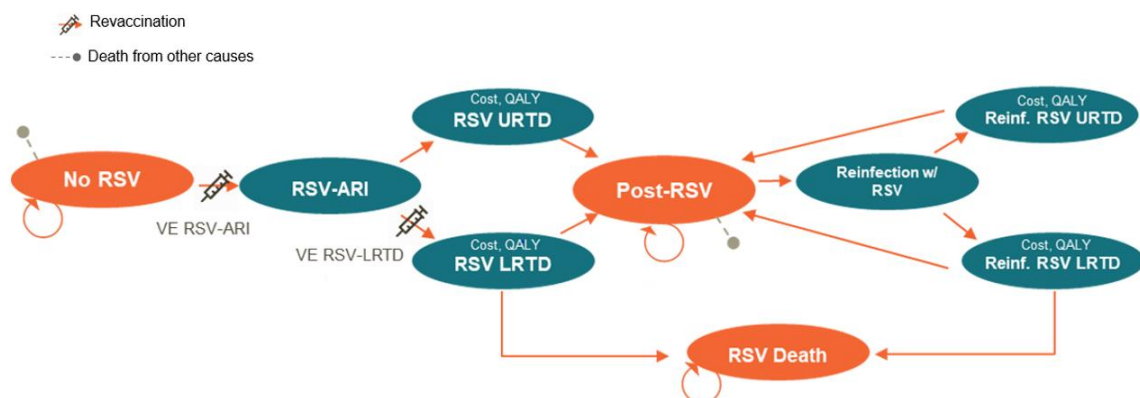 Revaccination
Death from other causes
No RSV
VE RSV-ARI
RSV-ARI
VE RSV-LRTD
Cost, QALY
RSV URTD
Cost, QALY
RSV LRTD
Post-RSV
Reinfection w/
RSV
Cost, QALY
Reinf. RSV URTD
Cost, QALY
Reinf. RSV LRTD
RSV Death